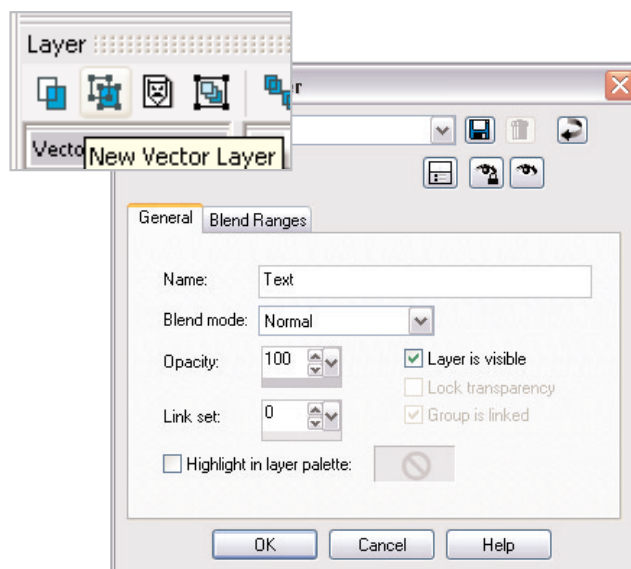 Layer
Vecto
New Vector Layer
General
Blend Ranges
Name:
Text
Blend mode:
Normal
Opacity:
100
Layer is visible
Lock transparency
Link set:
0
Group is linked
Highlight in layer palette:
OK
Cancel
Help